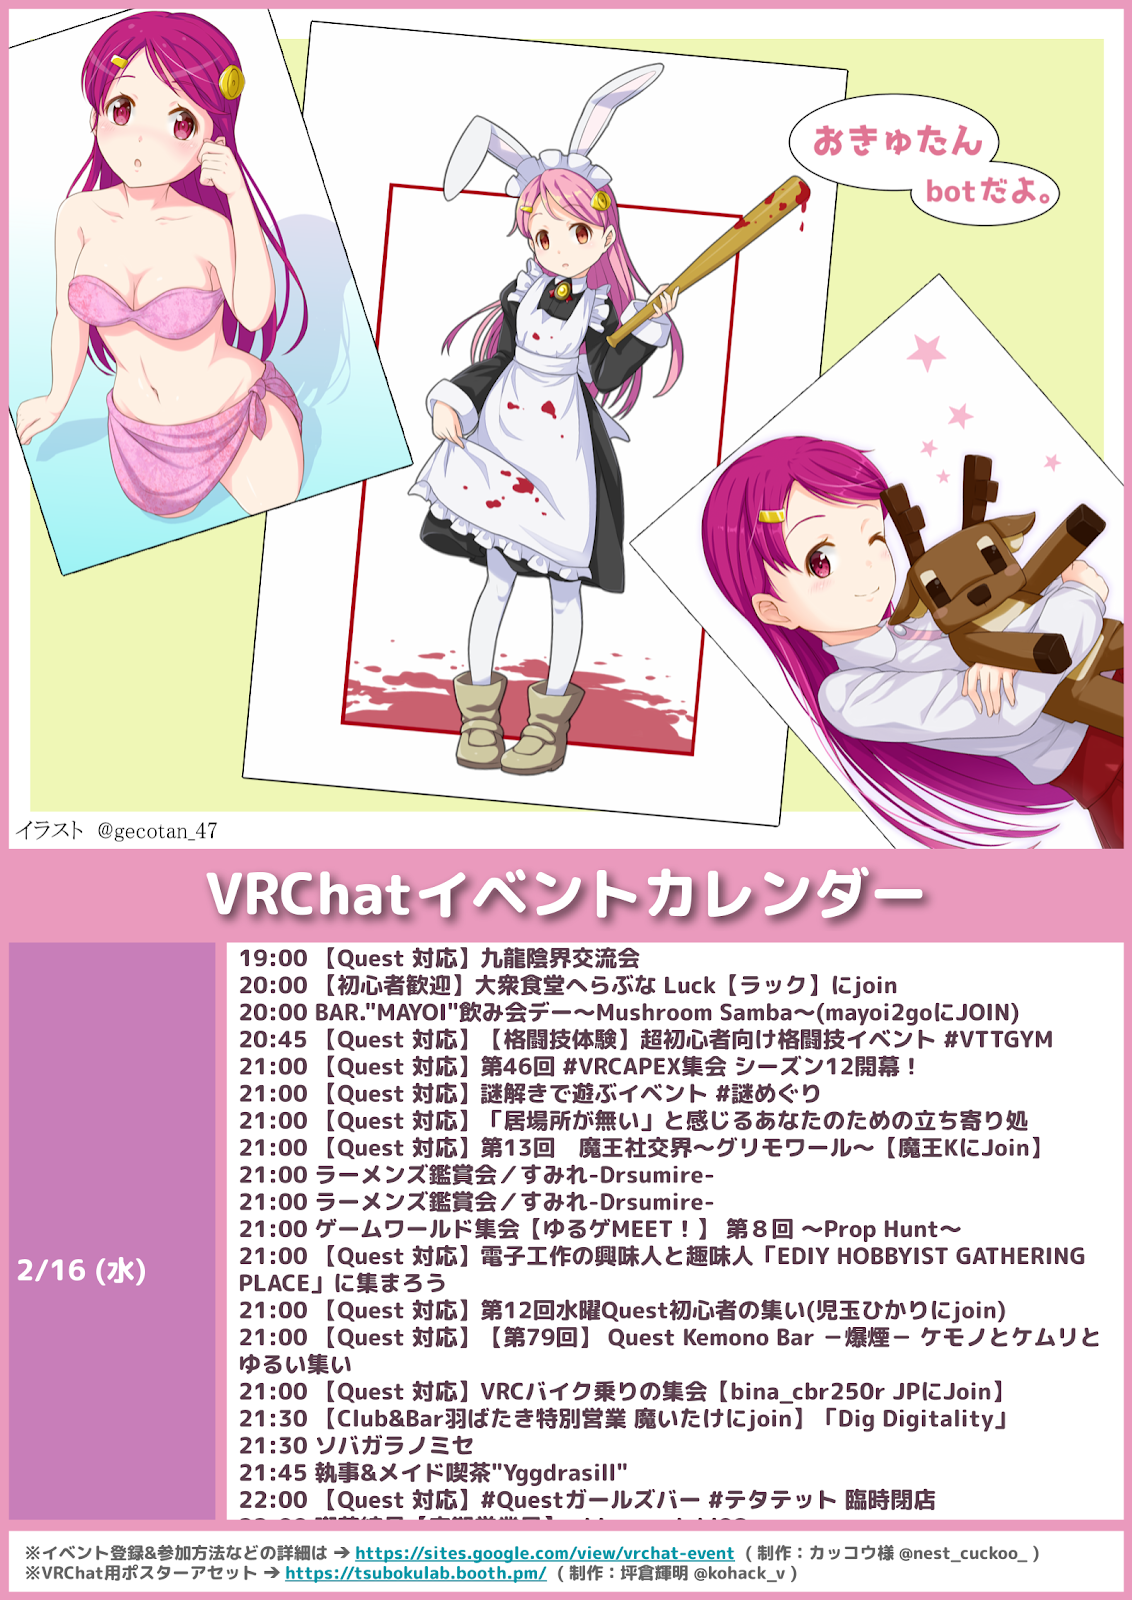 おきゅたん
botだよ。
イラスト @gecotan_47
VRChatイベントカレンダー
2/16 (水)
19:00 【Quest 対応】九龍陰界交流会
20:00 【初心者歓迎】大衆食堂へらぶな Luck【ラック】にjoin
20:00 BAR."MAYOI"飲み会デー～Mushroom Samba～(mayoi2goにJOIN)
20:45 【Quest 対応】【格闘技体験】超初心者向け格闘技イベント #VTTGYM
21:00 【Quest 対応】第46回 #VRCAPEX集会 シーズン12開幕！
21:00 【Quest 対応】謎解きで遊ぶイベント #謎めぐり
21:00 【Quest 対応】「居場所が無い」と感じるあなたのための立ち寄り処
21:00 【Quest 対応】第13回　魔王社交界～グリモワール～【魔王KにJoin】
21:00 ラーメンズ鑑賞会／すみれ-Drsumire-
21:00 ラーメンズ鑑賞会／すみれ-Drsumire-
21:00 ゲームワールド集会【ゆるゲMEET！】 第８回 ～Prop Hunt～
21:00 【Quest 対応】電子工作の興味人と趣味人「EDIY HOBBYIST GATHERING
PLACE」に集まろう
21:00 【Quest 対応】第12回水曜Quest初心者の集い(児玉ひかりにjoin)
21:00 【Quest 対応】【第79回】 Quest Kemono Bar －爆煙－ ケモノとケムリと
ゆるい集い
21:00 【Quest 対応】VRCバイク乗りの集会【bina_cbr250r JPにJoin】
21:30 【Club&Bar羽ばたき特別営業 魔いたけにjoin】「Dig Digitality」
21:30 ソバガラノミセ
21:45 執事&メイド喫茶"Yggdrasill"
22:00 【Quest 対応】#Questガールズバー #テタテット 臨時閉店
※イベント登録&参加方法などの詳細は ➔ https://sites.google.com/view/vrchat-event ( 制作：カッコウ様 @nest_cuckoo_ )
※VRChat用ポスターアセット ➔ https://tsubokulab.booth.pm/ ( 制作：坪倉輝明 @kohack_v )